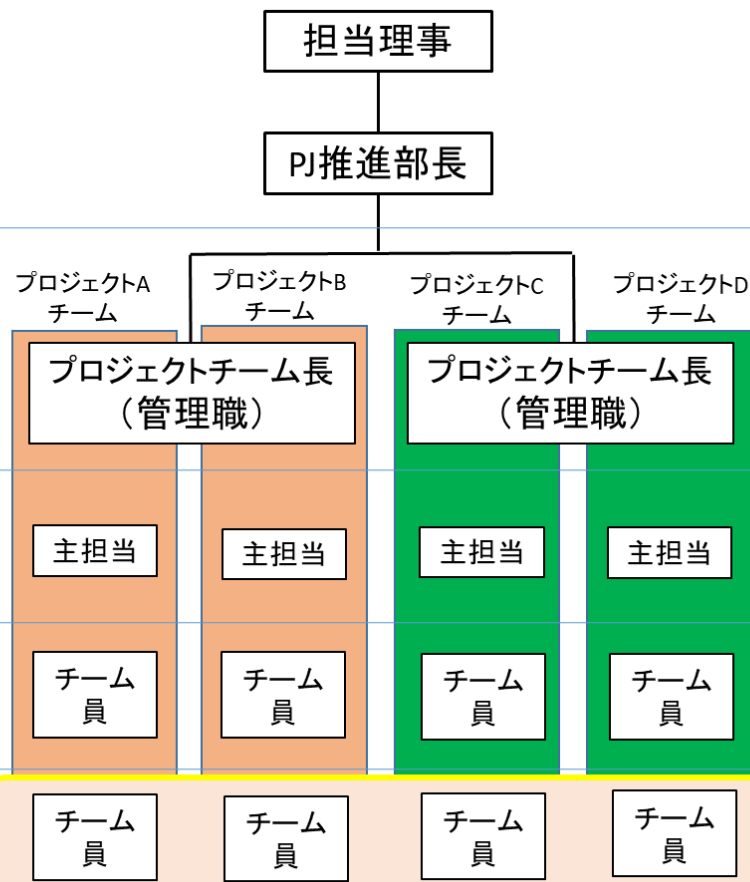 担当理事
PJ推進部長
プロジェクトA
チーム
プロジェクトB
チーム
プロジェクトC
チーム
プロジェクトD
チーム
プロジェクトチーム長
（管理職）
プロジェクトチーム長
（管理職）
主担当
主担当
主担当
主担当
チーム
員
チーム
員
チーム
員
チーム
員
チーム
員
チーム
員
チーム
員
チーム
員